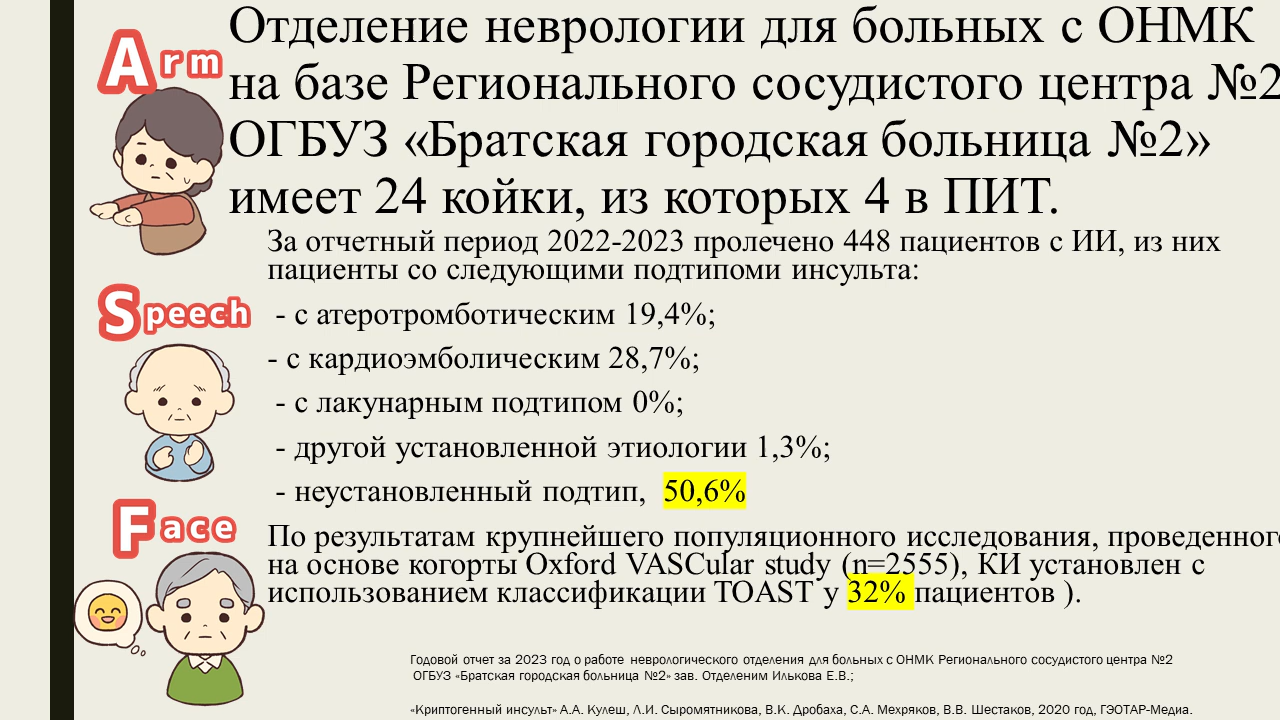 Отделение неврологии для больных с ОНМК
на базе Регионального сосудистого центра №2
ОГБУЗ «Братская городская больница №2»
имеет 24 койки, из которых 4 в ПИТ.
За отчетный период 2022-2023 пролечено 448 пациентов с ИИ, из них
пациенты со следующими подтипоми инсульта:
- с атеротромботическим 19,4%;
- с кардиоэмболическим 28,7%;
- с лакунарным подтипом 0%;
- другой установленной этиологии 1,3%;
- неустановленный подтип, 50,6%
По результатам крупнейшего популяционного исследования, проведенного
на основе когорты Oxford VASCular study (n=2555), КИ установлен с
использованием классификации TOAST у 32% пациентов ).
Arm
Speech
Face
Годовой отчет за 2023 год о работе неврологического отделения для больных с ОНМК Регионального сосудистого центра №2
ОГБУЗ «Братская городская больница №2» зав. Отделеним Илькова Е.В.;
«Криптогенный инсульт» А.А. Кулеш, Л.И. Сыромятникова, В.К. Дробаха, С.А. Мехряков, В.В. Шестаков, 2020 год, ГЭОТАР-Медиа.